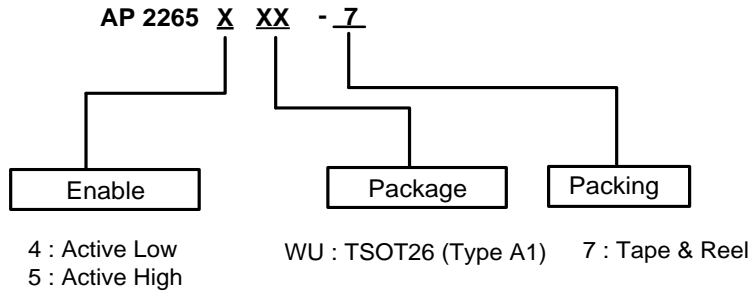 AP 2265 X XX - 7
Enable
Package
Packing
4 : Active Low
5 : Active High
WU : TSOT26 (Type A1)
7 : Tape & Reel